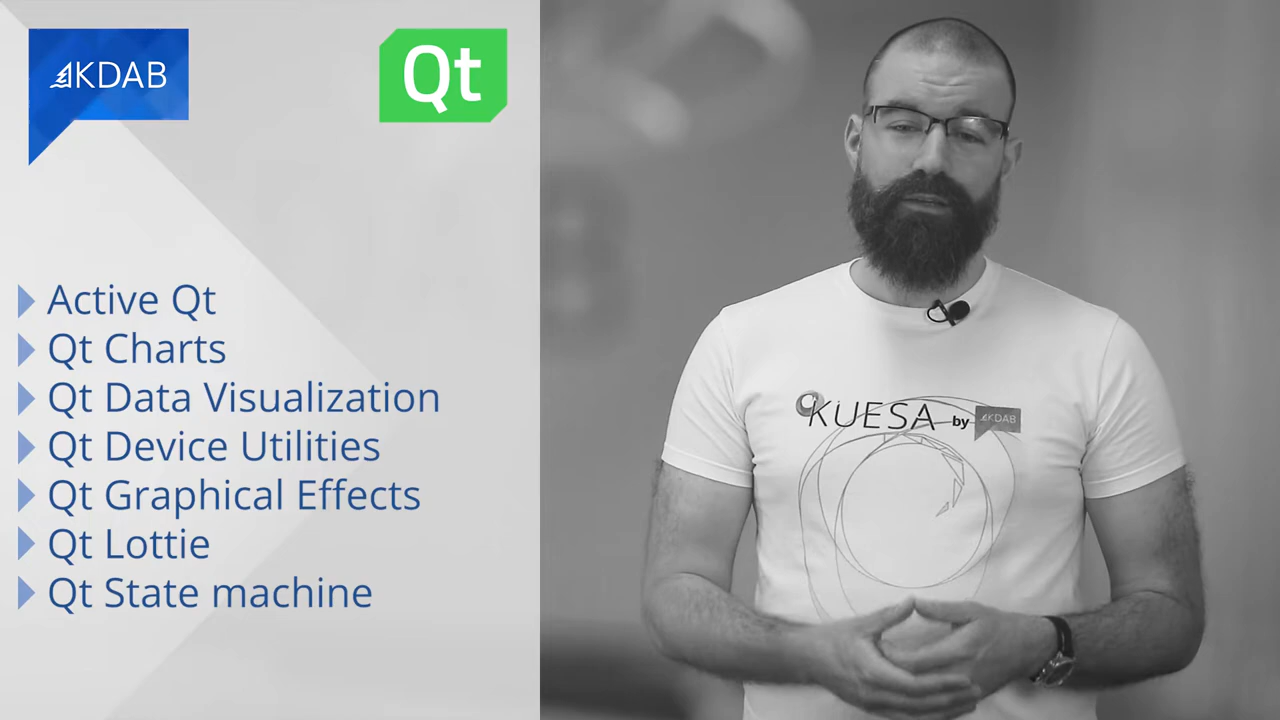 KDAB
Qt
Active Qt
Qt Charts
Qt Data Visualization
Qt Device Utilities
Qt Graphical Effects
Qt Lottie
Qt State machine
KUESA by KDAB